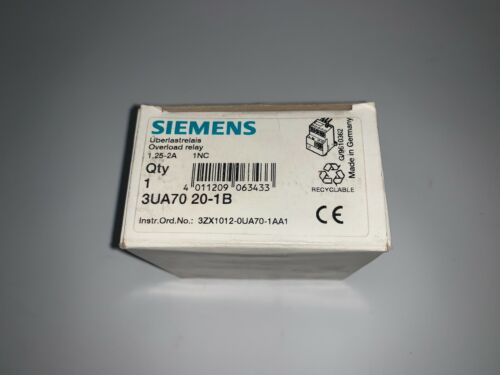 SIEMENS
Überlastrelais
Overload relay
1,25-2A 1NC
Qty
1
4 011209 063433
3UA70 20-1B
Instr.Ord.No.: 3ZX1012-0UA70-1AA1
G/9610362
Made in Germany
RECYCLABLE
CE